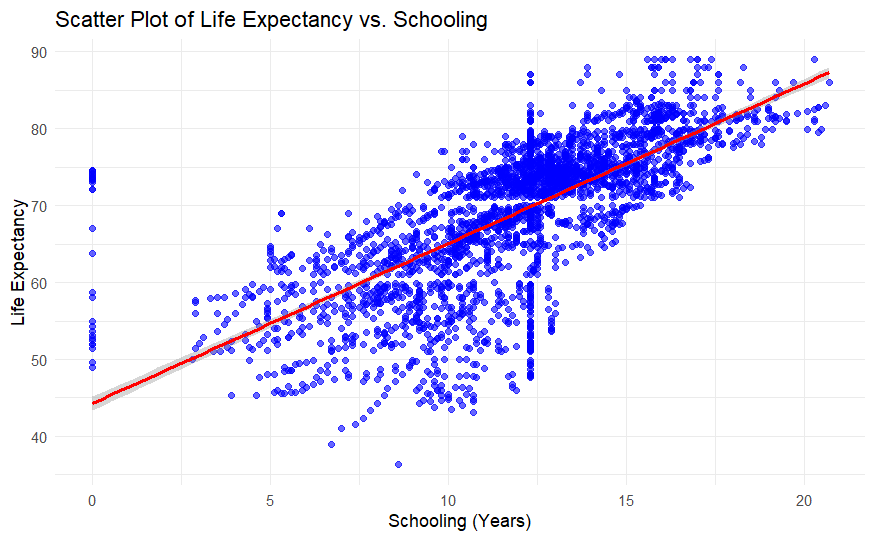 Scatter Plot of Life Expectancy vs. Schooling
90
80
70
60
50
40
Life Expectancy
0 5 10 15 20
Schooling (Years)